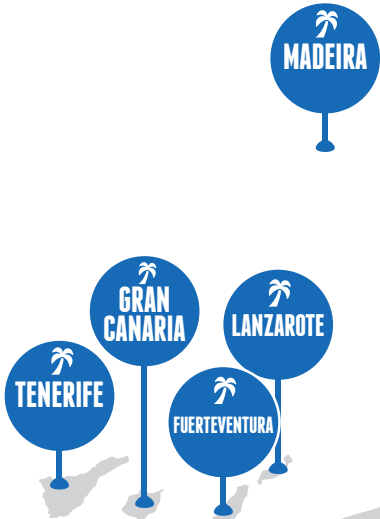 MADEIRA
GRAN
CANARIA
LANZAROTE
TENERIFE
FUERTEVENTURA